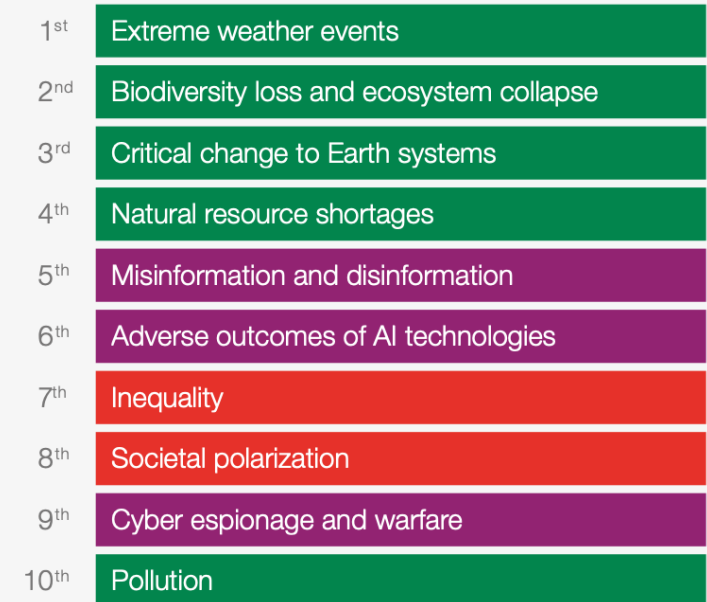 1st Extreme weather events
2nd Biodiversity loss and ecosystem collapse
3rd Critical change to Earth systems
4th Natural resource shortages
5th Misinformation and disinformation
6th Adverse outcomes of AI technologies
7th Inequality
8th Societal polarization
9th Cyber espionage and warfare
10th Pollution